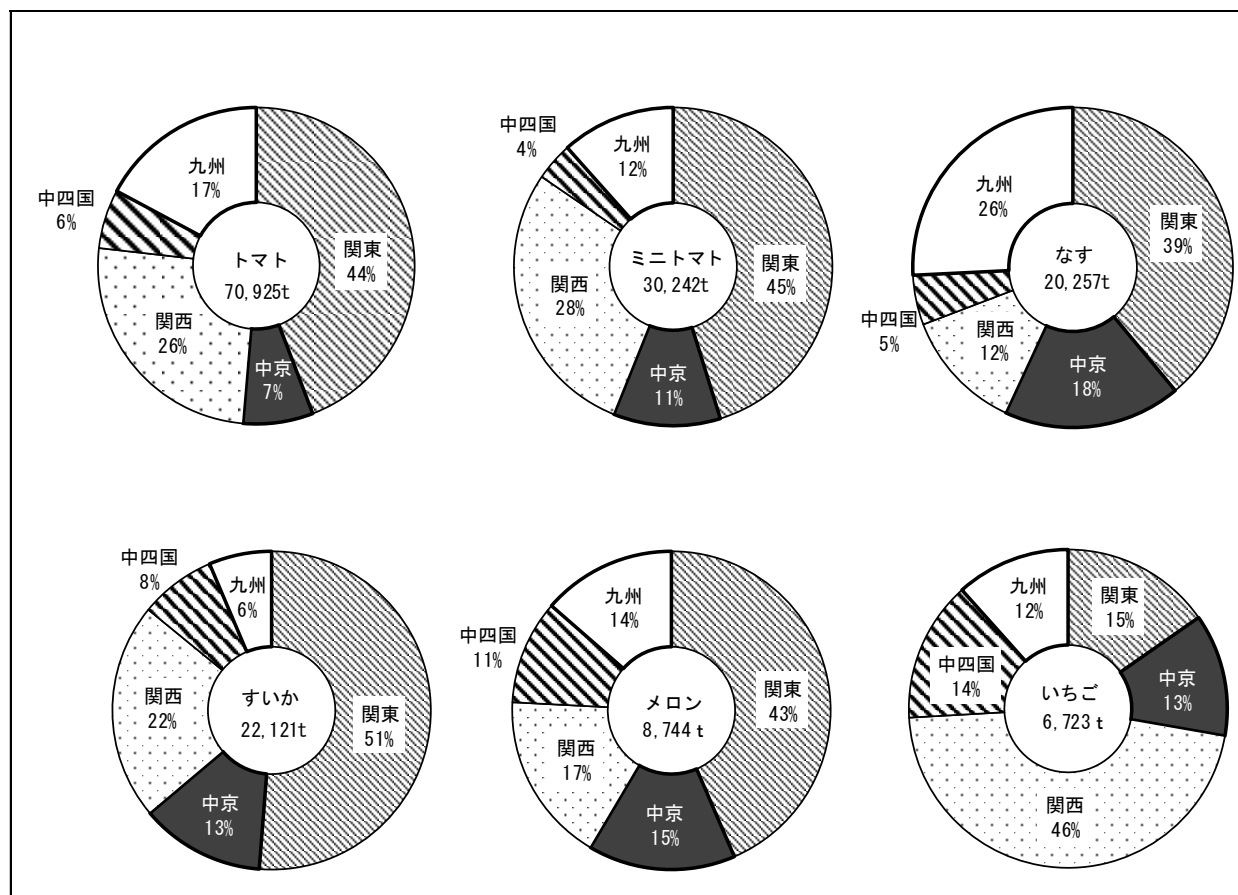 トマト
70,925t
関東
44%
中京
7%
関西
26%
中四国
6%
九州
17%
ミニトマト
30,242t
関東
45%
中京
11%
関西
28%
中四国
4%
九州
12%
なす
20,257t
関東
39%
中京
18%
関西
12%
中四国
5%
九州
26%
すいか
22,121t
関東
51%
中京
13%
関西
22%
中四国
8%
九州
6%
メロン
8,744t
関東
43%
中京
15%
関西
17%
中四国
11%
九州
14%
いちご
6,723t
関東
15%
中京
13%
関西
46%
中四国
14%
九州
12%